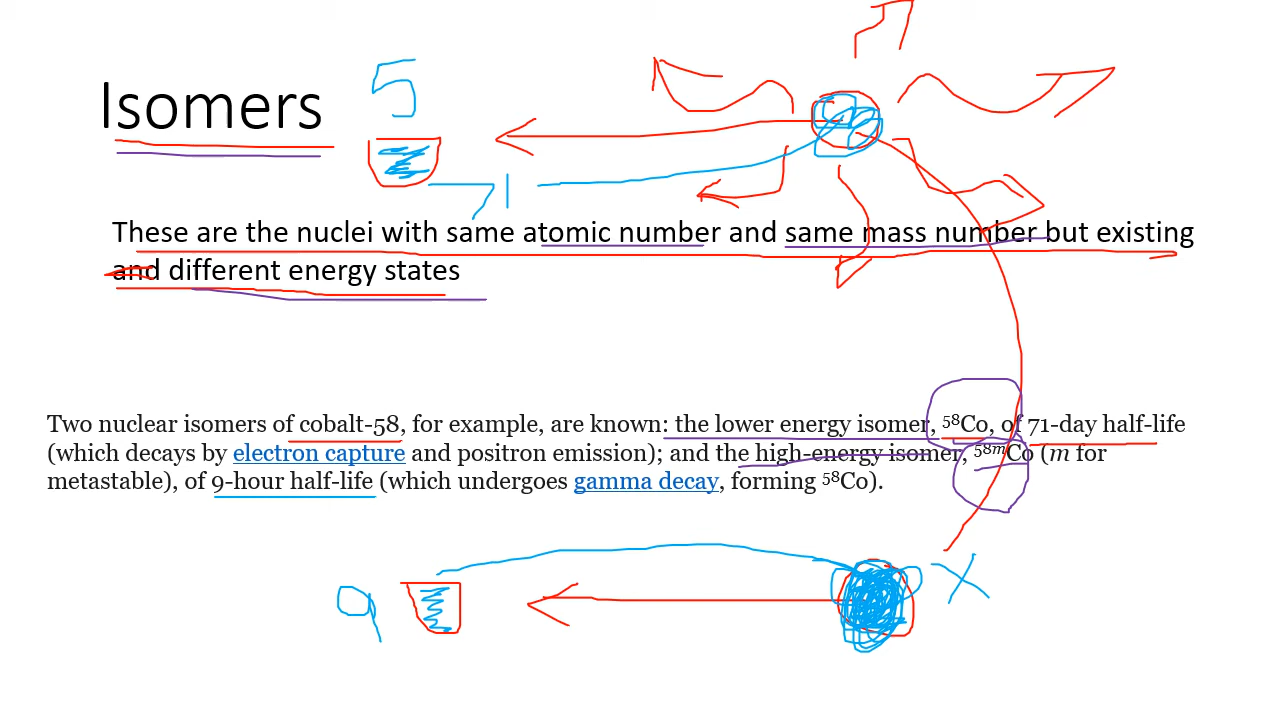 Isomers
5
71
These are the nuclei with same atomic number and same mass number but existing
and different energy states
Two nuclear isomers of cobalt-58, for example, are known: the lower energy isomer, ⁵⁸Co, of 71-day half-life
(which decays by electron capture and positron emission); and the high-energy isomer, ⁵⁸ᵐCo (m for
metastable), of 9-hour half-life (which undergoes gamma decay, forming ⁵⁸Co).
9
X